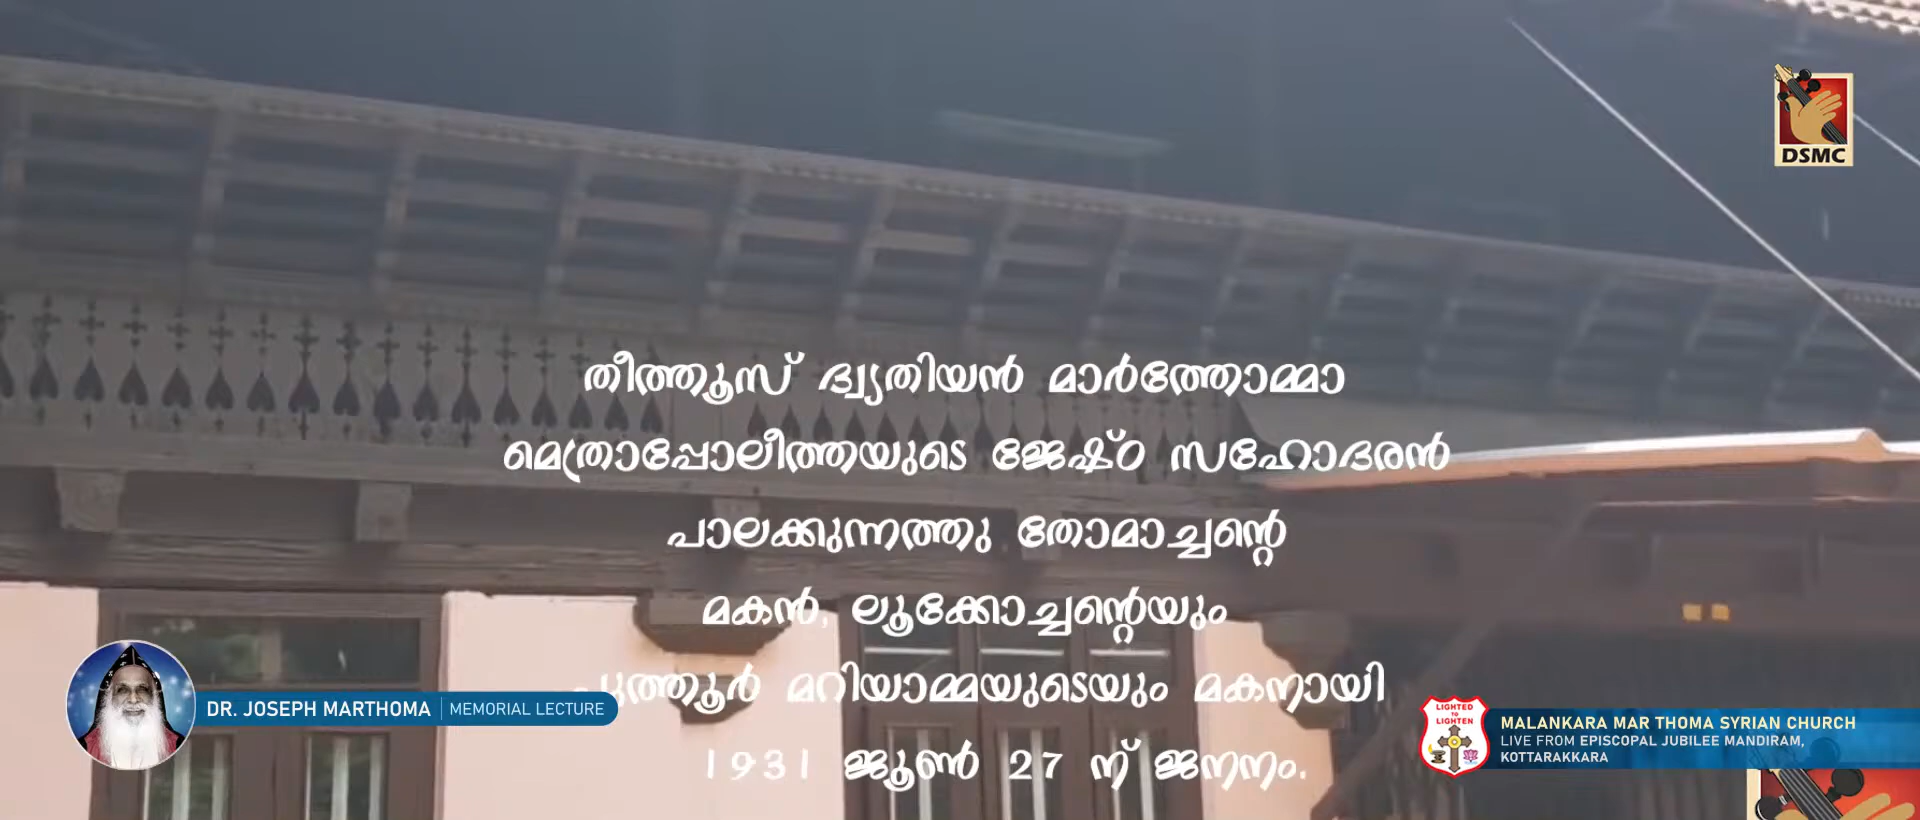 DSMC
തീത്തൂസ് ദ്വ്യതിയൻ മാർത്തോമ്മാ
മെത്രാപ്പോലീത്തയുടെ ജേഷ്ഠ സഹോദരൻ
പാലക്കുന്നത്തു തോമാച്ചന്റെ
മകൻ, ലൂക്കോച്ചന്റെയും
പുത്തൂർ മറിയാമ്മയുടെയും മകനായി
1931 ജൂൺ 27 ന് ജനനം.
DR. JOSEPH MARTHOMA | MEMORIAL LECTURE
LIGHTED
TO
LIGHTEN
MALANKARA MAR THOMA SYRIAN CHURCH
LIVE FROM EPISCOPAL JUBILEE MANDIRAM,
KOTTARAKKARA